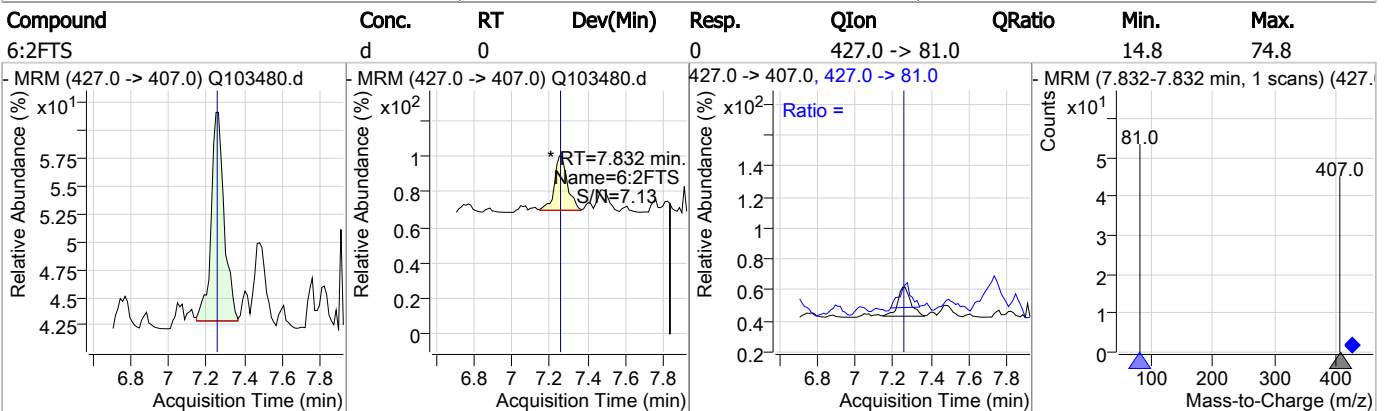 Compound Conc. RT Dev(Min) Resp. QIon QRatio Min. Max.
6:2FTS d 0 0 427.0 -> 81.0 14.8 74.8
- MRM (427.0 -> 407.0) Q103480.d
Relative Abundance (%)
x10¹
5.75
5.5
5.25
5
4.75
4.5
4.25
6.8 7 7.2 7.4 7.6 7.8
Acquisition Time (min)
- MRM (427.0 -> 407.0) Q103480.d
Relative Abundance (%)
x10²
1
0.8
0.6
0.4
0.2
0
* RT=7.832 min.
Name=6:2FTS
S/N=7.13
6.8 7 7.2 7.4 7.6 7.8
Acquisition Time (min)
427.0 -> 407.0, 427.0 -> 81.0
Relative Abundance (%)
x10²
Ratio =
1.4
1.2
1
0.8
0.6
0.4
0.2
6.8 7 7.2 7.4 7.6 7.8
Acquisition Time (min)
- MRM (7.832-7.832 min, 1 scans) (427.
Counts
x10¹
81.0
407.0
5
4
3
2
1
0
100 200 300 400
Mass-to-Charge (m/z)